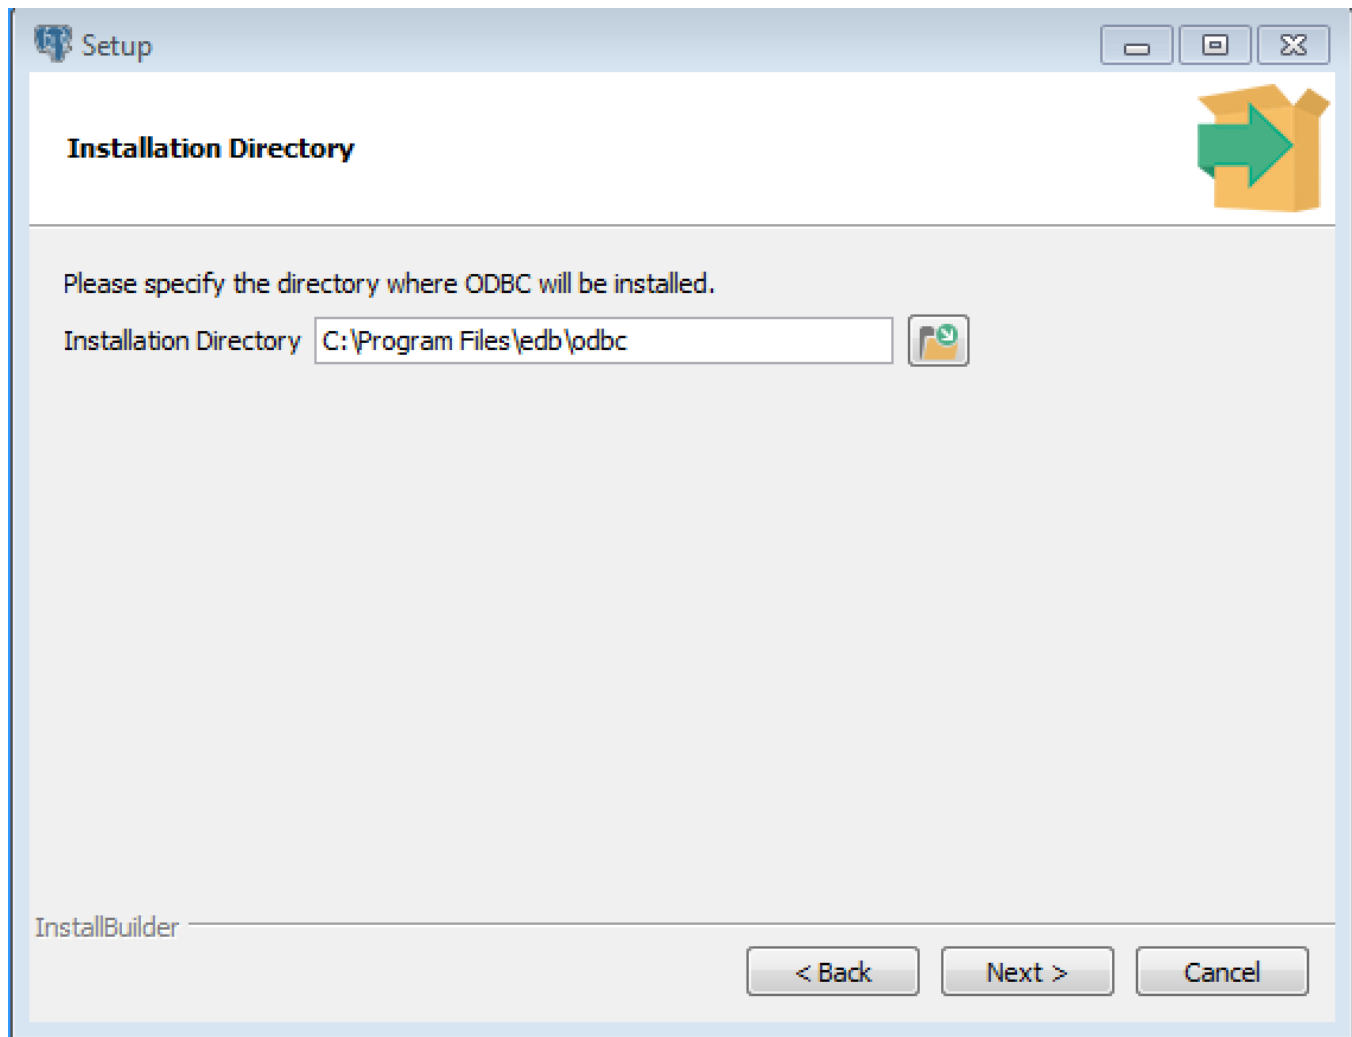 Setup
Installation Directory
Please specify the directory where ODBC will be installed.
Installation Directory C:\Program Files\edb\odbc
InstallBuilder
< Back Next > Cancel